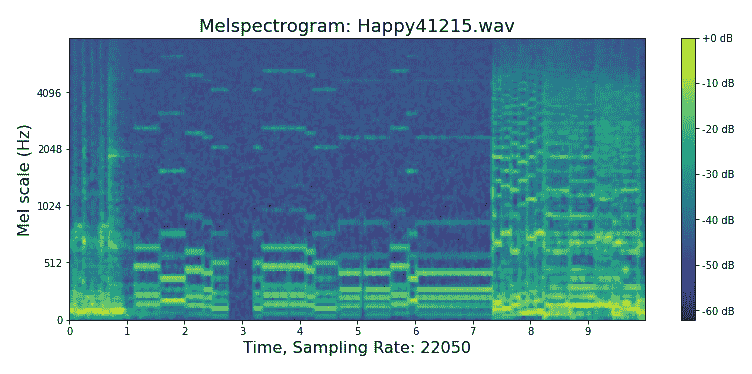 Melspectrogram: Happy41215.wav
Mel scale (Hz)
4096
2048
1024
512
0
0 1 2 3 4 5 6 7 8 9
Time, Sampling Rate: 22050
+0 dB
-10 dB
-20 dB
-30 dB
-40 dB
-50 dB
-60 dB